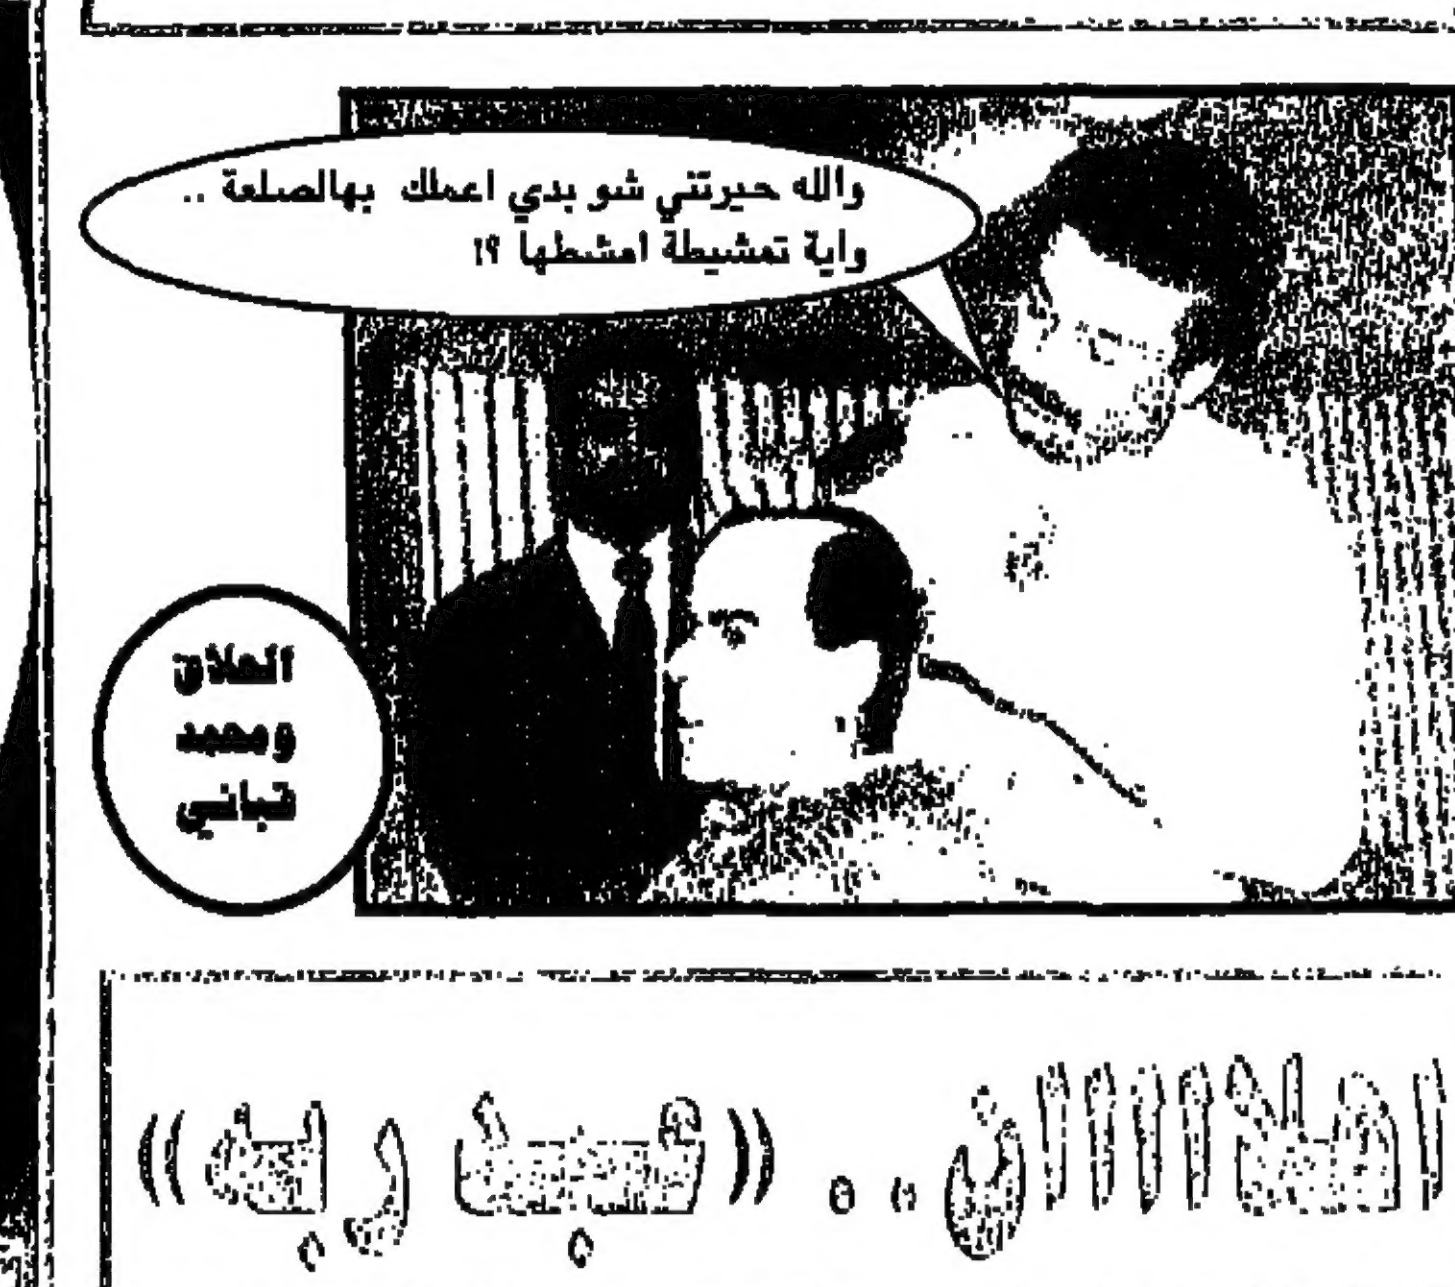 والله حيرتني شو بدي اعملك بهالصلعة ..
واية تمشيطة امشطها ؟!
الحلاق
ومحمد
قباني